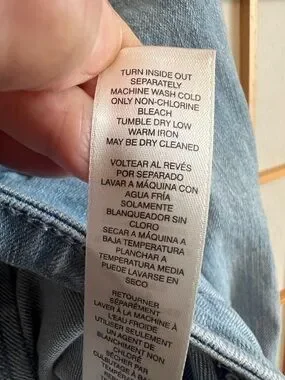 TURN INSIDE OUT
SEPARATELY
MACHINE WASH COLD
ONLY NON-CHLORINE
BLEACH
TUMBLE DRY LOW
WARM IRON
MAY BE DRY CLEANED
VOLTEAR AL REVÉS
POR SEPARADO
LAVAR A MÁQUINA CON
AGUA FRÍA
SOLAMENTE
BLANQUEADOR SIN
CLORO
SECAR A MÁQUINA A
BAJA TEMPERATURA
PLANCHAR A
TEMPERATURA MEDIA
PUEDE LAVARSE EN
SECO
RETOURNER
SÉPARÉMENT
LAVER À LA MACHINE À
L'EAU FROIDE
UTILISER SEULEMENT
UN AGENT DE
BLANCHIMENT NON
CHLORÉ
SÉCHER PAR